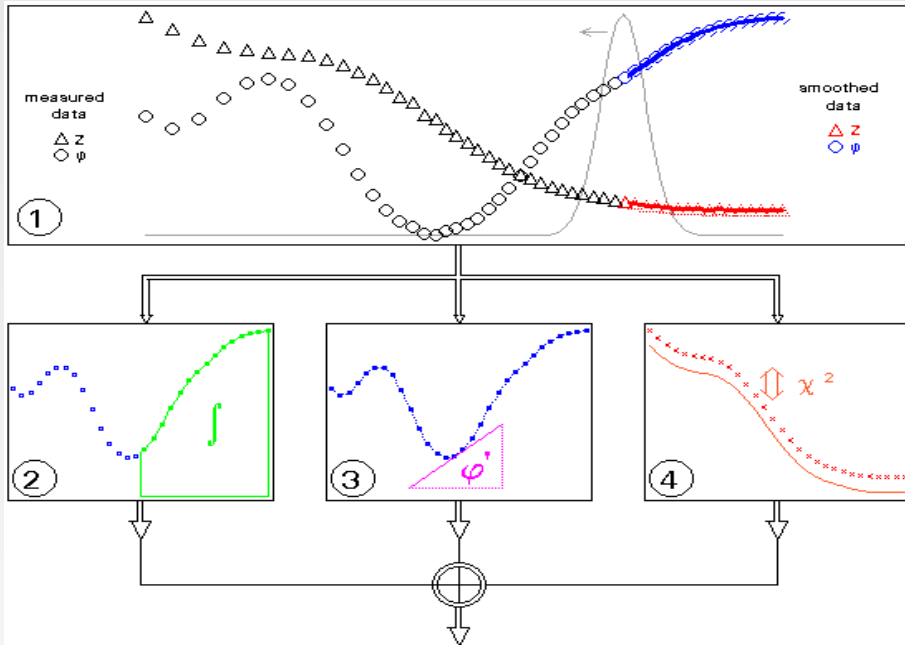 measured
data
△ Z
○ φ
smoothed
data
△ Z
○ φ
1
∫
2
φ'
3
χ²
4